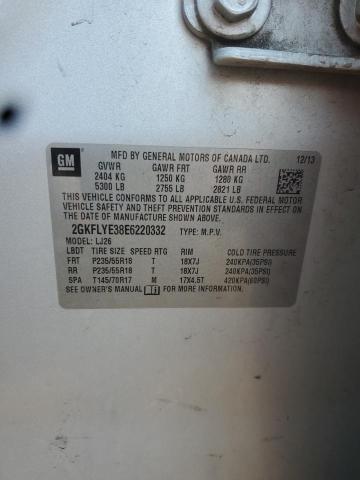 GM
MFD BY GENERAL MOTORS OF CANADA LTD. 12/13
GVWR GAWR FRT GAWR RR
2404 KG 1250 KG 1280 KG
5300 LB 2755 LB 2821 LB
THIS VEHICLE CONFORMS TO ALL APPLICABLE U.S. FEDERAL MOTOR
VEHICLE SAFETY AND THEFT PREVENTION STANDARDS IN EFFECT ON
THE DATE OF MANUFACTURE SHOWN ABOVE.
2GKFLYE38E6220332 TYPE: M.P.V.
MODEL: LJ26
LBDT TIRE SIZE SPEED RTG RIM COLD TIRE PRESSURE
FRT P235/55R18 T 18X7J 240KPA(35PSI)
RR P235/55R18 T 18X7J 240KPA(35PSI)
SPA T145/70R17 M 17X4.5T 420KPA(60PSI)
SEE OWNER'S MANUAL FOR MORE INFORMATION.